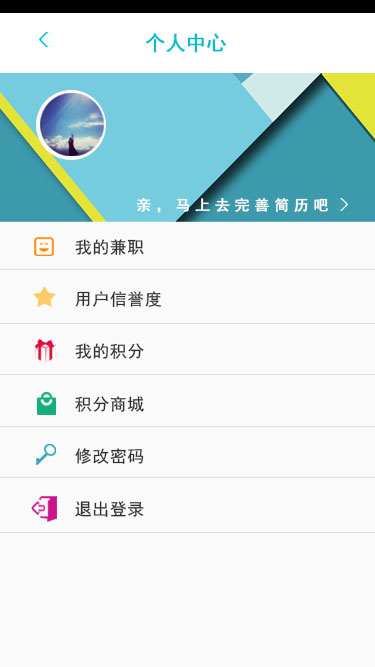 个人中心
亲，马上去完善简历吧
我的兼职
用户信誉度
我的积分
积分商城
修改密码
退出登录